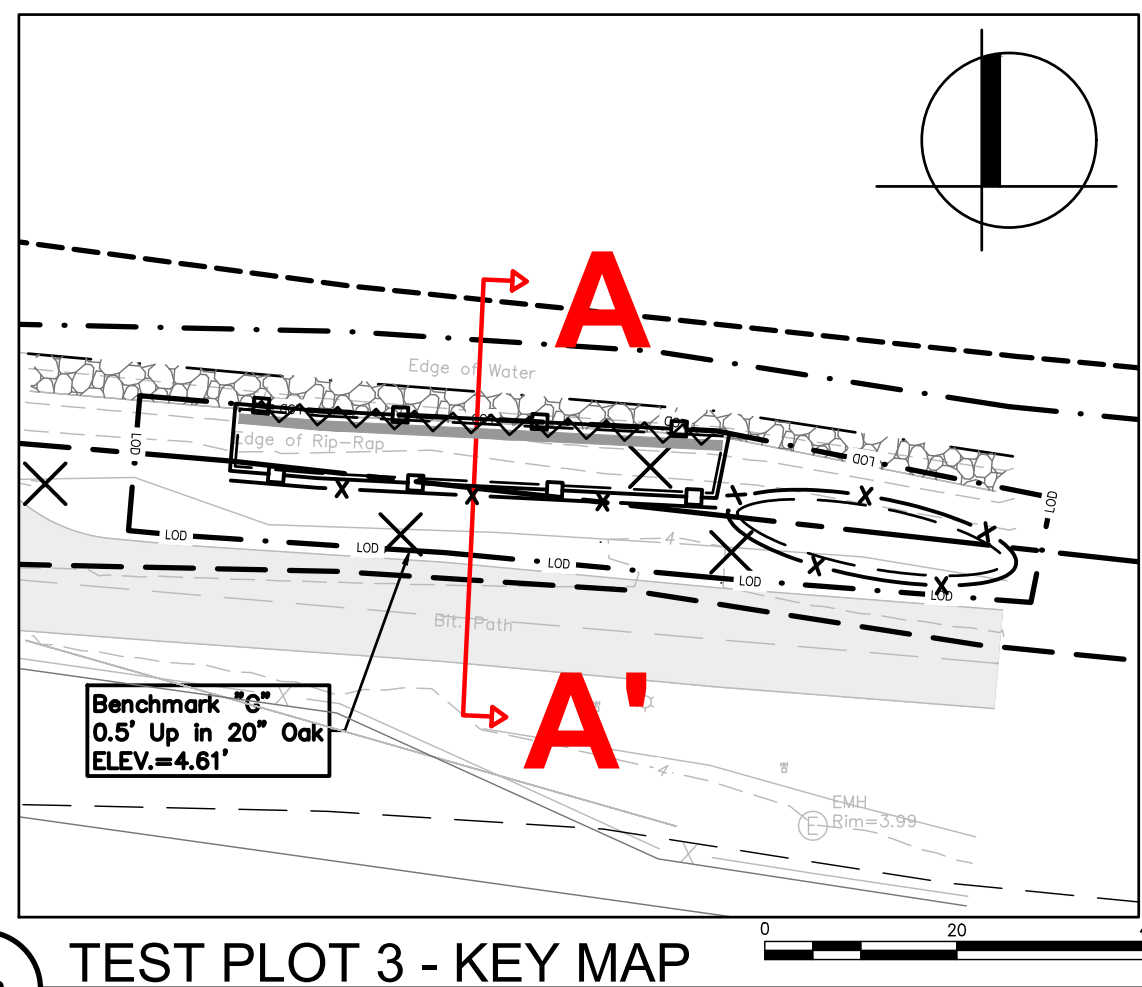 A
Edge of Water
LOD
LOD
LOD
Edge of Rip-Rap
LOD
LOD
LOD
4
LOD
LOD
LOD
LOD
LOD
Bit. Path
A'
Benchmark
0.5' Up in 20" Oak
ELEV.=4.61'
4
EMH
Rim=3.99
E
TEST PLOT 3 - KEY MAP
0
20